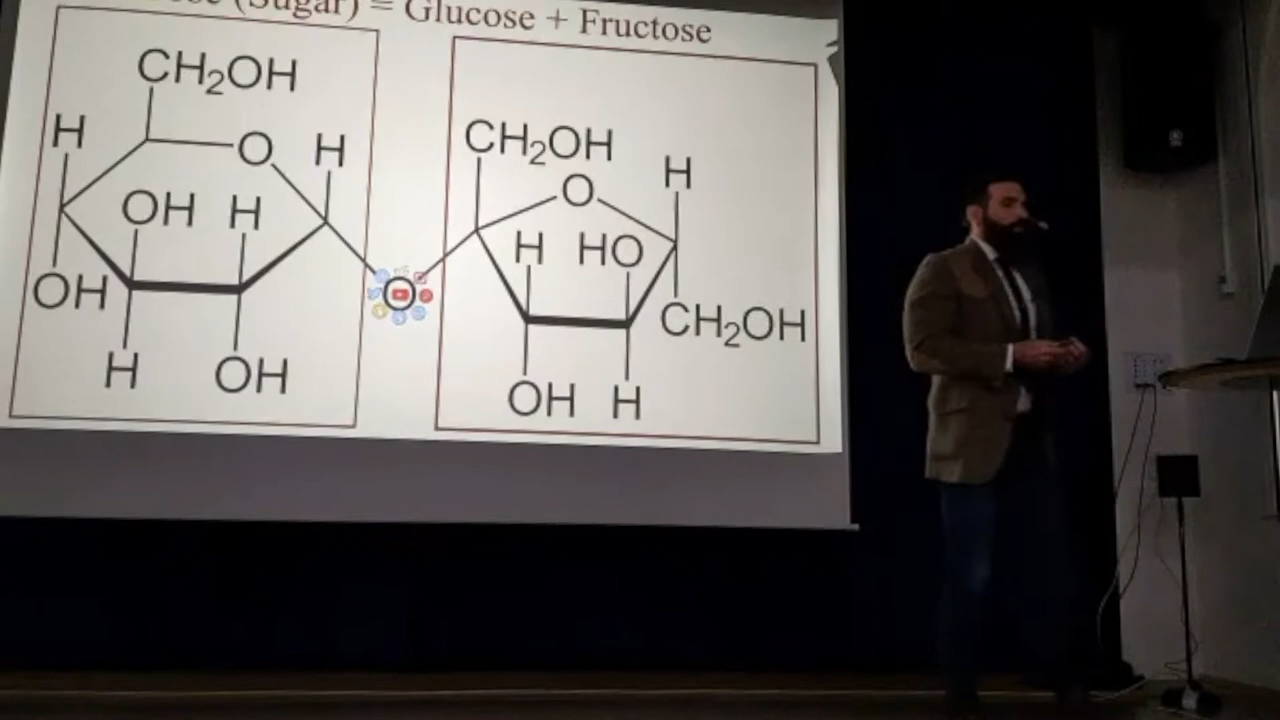 (Sugar) = Glucose + Fructose
CH₂OH
H
O
H
OH
H
OH
H
OH
O
CH₂OH
O
H
H
HO
CH₂OH
OH
H